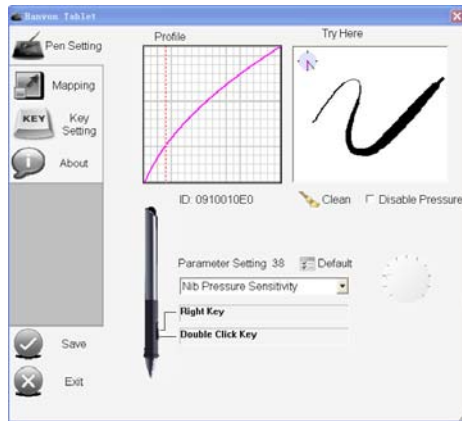 Hanvon Tablet
Pen Setting
Profile
Try Here
Mapping
KEY
Key
Setting
About
ID: 0910010E0
Clean
Disable Pressure
Parameter Setting 38
Default
Nib Pressure Sensitivity
Right Key
Double Click Key
Save
Exit